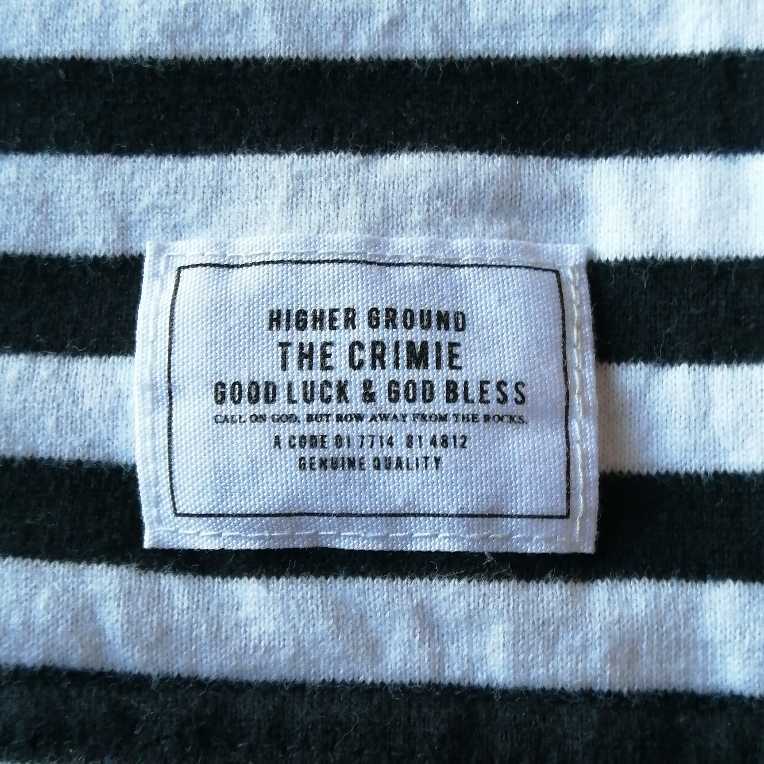 HIGHER GROUND
THE CRIMIE
GOOD LUCK & GOD BLESS
CALL ON GOD, BUT ROW AWAY FROM THE ROCKS.
A CODE 01 7714 81 4812
GENUINE QUALITY